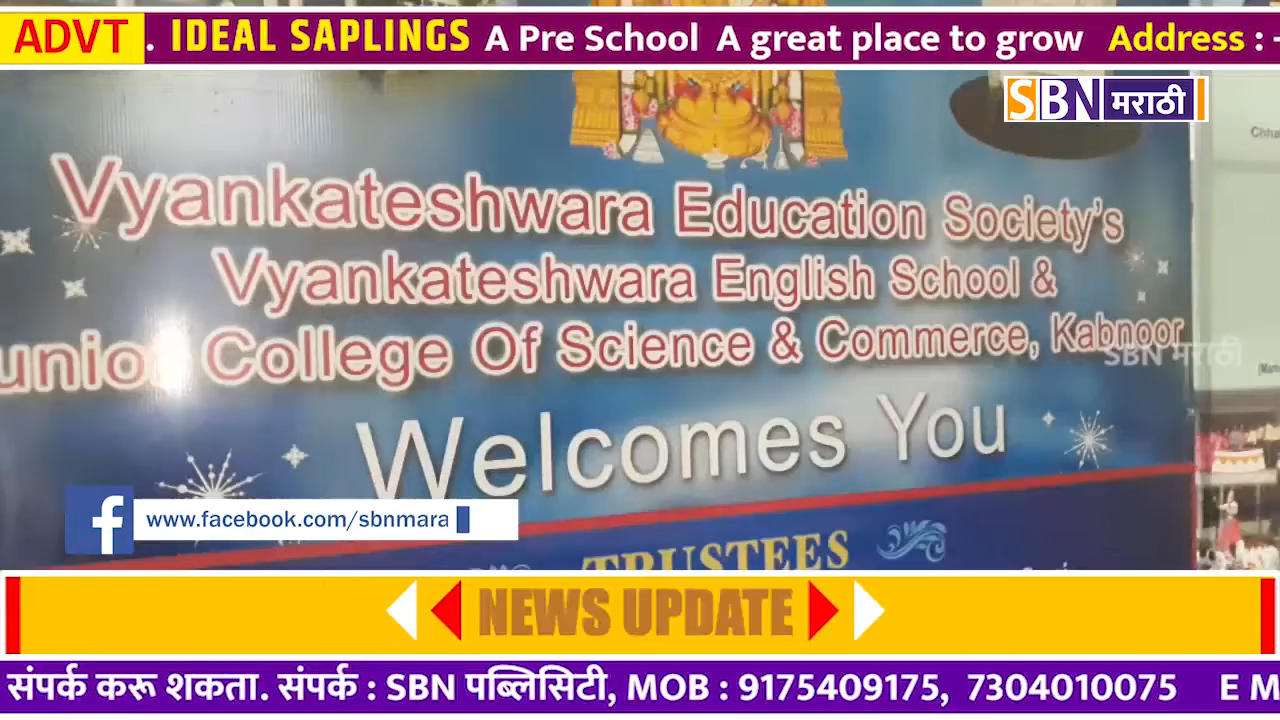 ADVT . IDEAL SAPLINGS A Pre School A great place to grow Address : -
SBN मराठी
Vyankateshwara Education Society's
Vyankateshwara English School &
unior College Of Science & Commerce, Kabnoor
SBN मराठी
Welcomes You
www.facebook.com/sbnmara
TRUSTEES
NEWS UPDATE
संपर्क करू शकता. संपर्क : SBN पब्लिसिटी, MOB : 9175409175, 7304010075 E M